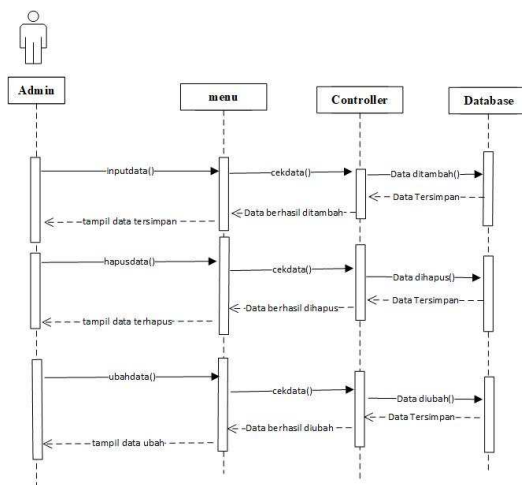 Admin
menu
Controller
Database
inputdata()
cekdata()
Data ditambah()
Data Tersimpan
Data berhasil ditambah
tampil data tersimpan
hapusdata()
cekdata()
Data dihapus()
Data Tersimpan
Data berhasil dihapus
tampil data terhapus
ubahdata()
cekdata()
Data diubah()
Data Tersimpan
Data berhasil diubah
tampil data ubah